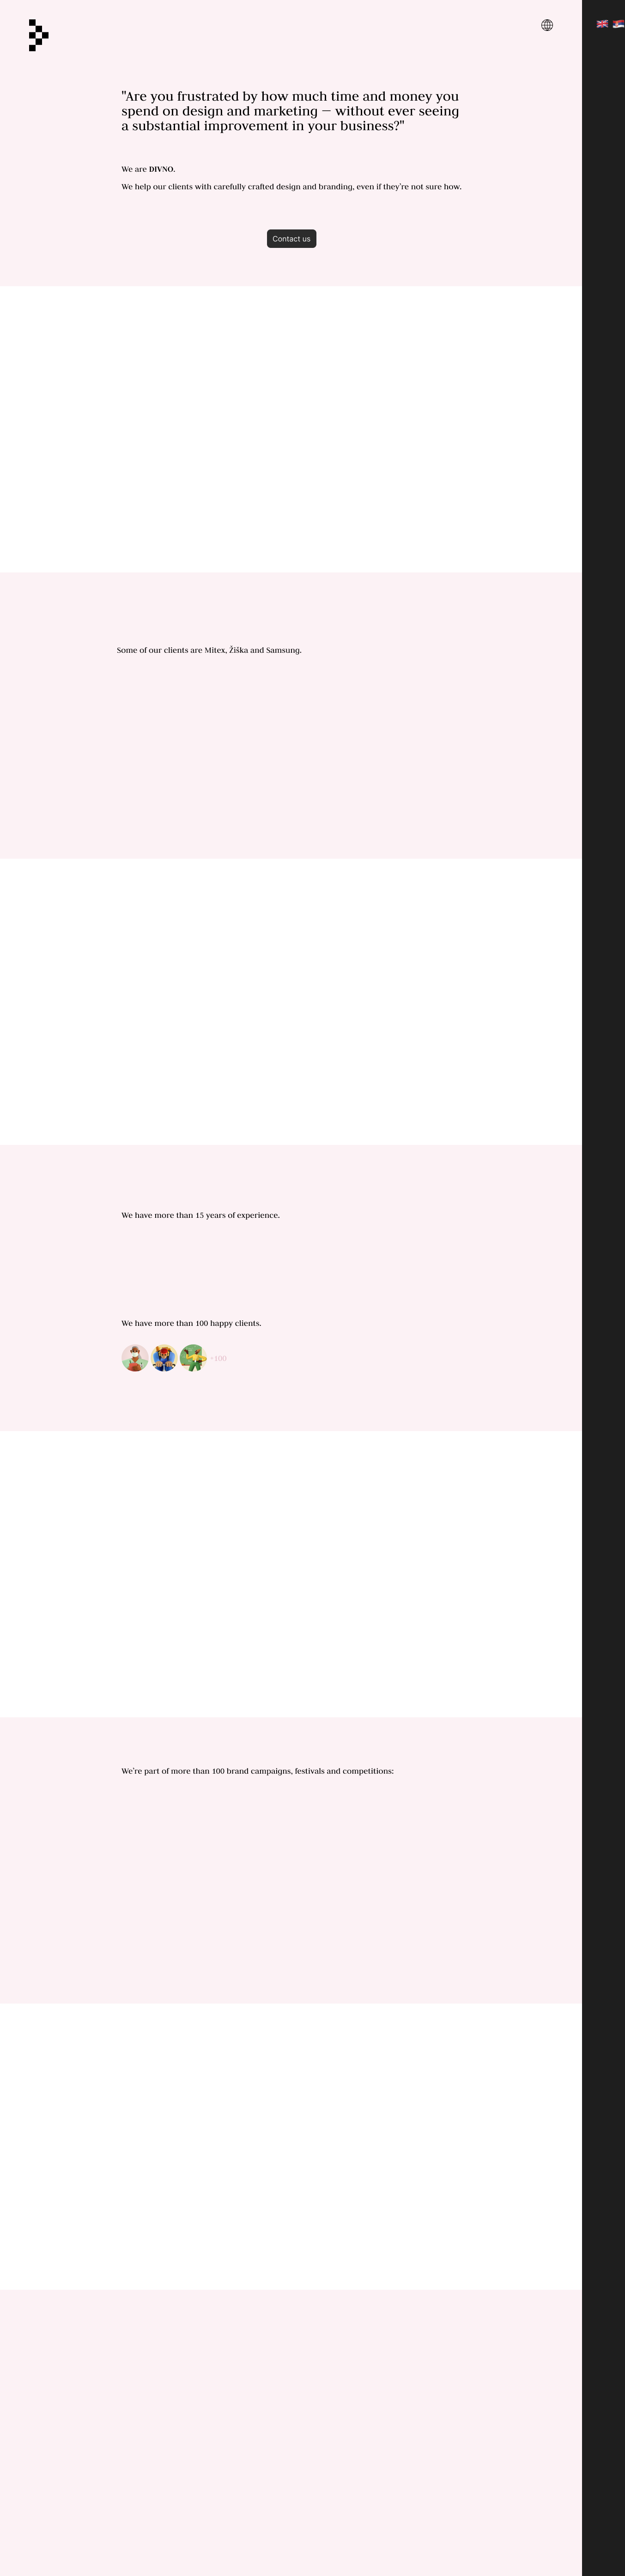 "Are you frustrated by how much time and money you
spend on design and marketing — without ever seeing
a substantial improvement in your business?"
We are DIVNO.
We help our clients with carefully crafted design and branding, even if they're not sure how.
Contact us
Some of our clients are Mitex, Žiška and Samsung.
We have more than 15 years of experience.
We have more than 100 happy clients.
+100
We're part of more than 100 brand campaigns, festivals and competitions: